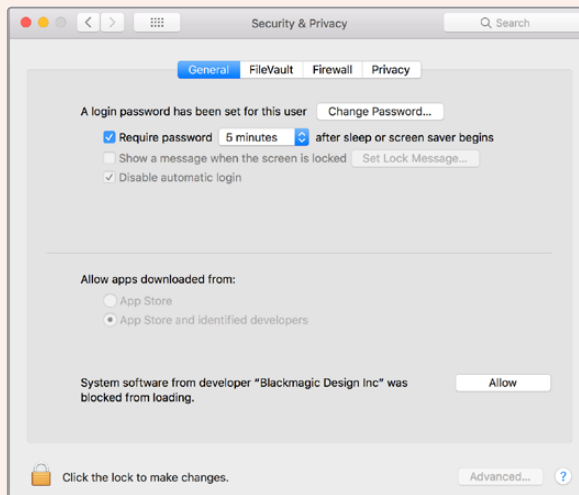 Security & Privacy
Search
General FileVault Firewall Privacy
A login password has been set for this user Change Password...
Require password 5 minutes after sleep or screen saver begins
Show a message when the screen is locked Set Lock Message...
Disable automatic login
Allow apps downloaded from:
App Store
App Store and identified developers
System software from developer “Blackmagic Design Inc” was Allow
blocked from loading.
Click the lock to make changes. Advanced... ?